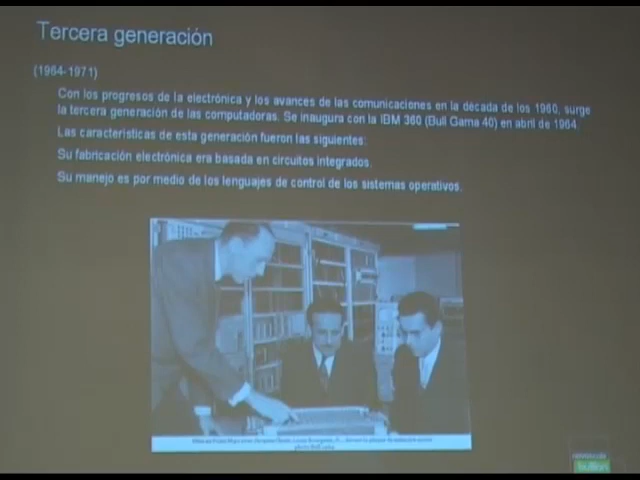 Tercera generación
(1964-1971)
Con los progresos de la electrónica y los avances de las comunicaciones en la década de los 1960, surge
la tercera generación de las computadoras. Se inaugura con la IBM 360 (Bull Gama 40) en abril de 1964.
Las características de esta generación fueron las siguientes:
Su fabricación electrónica era basada en circuitos integrados.
Su manejo es por medio de los lenguajes de control de los sistemas operativos.